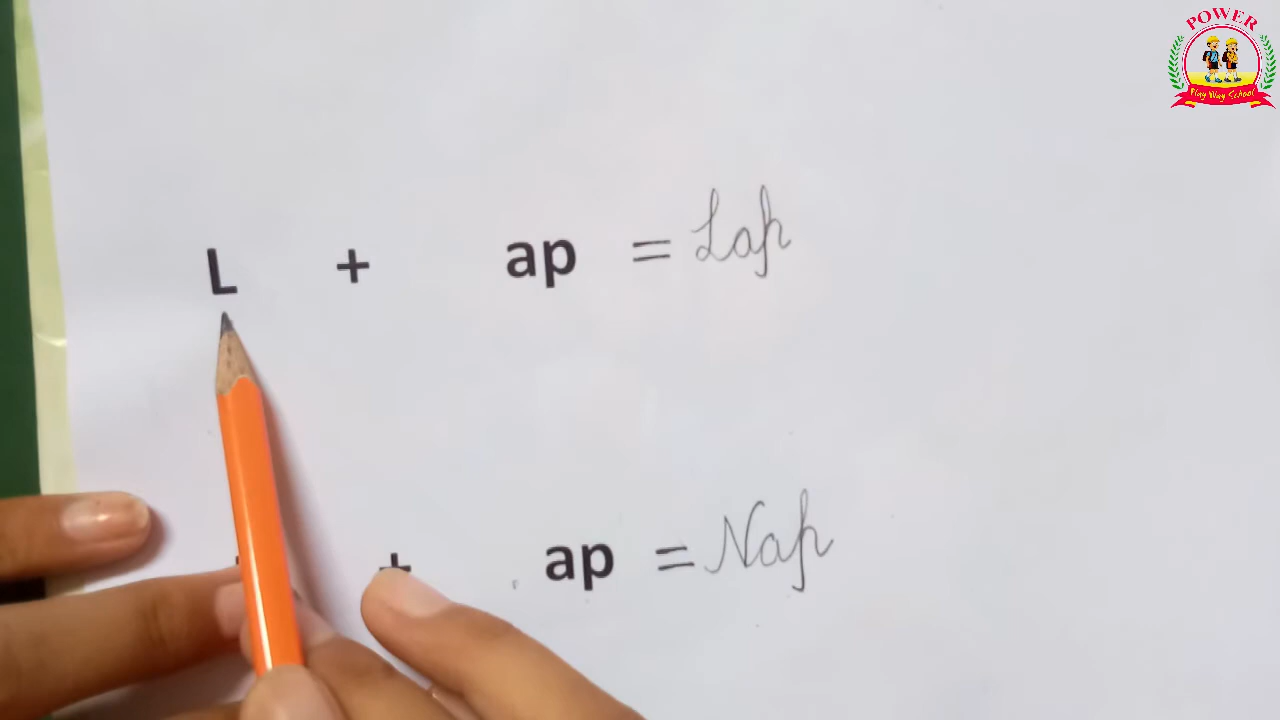 POWER
Play Way School
L + ap = Lap
+ ap = Nap